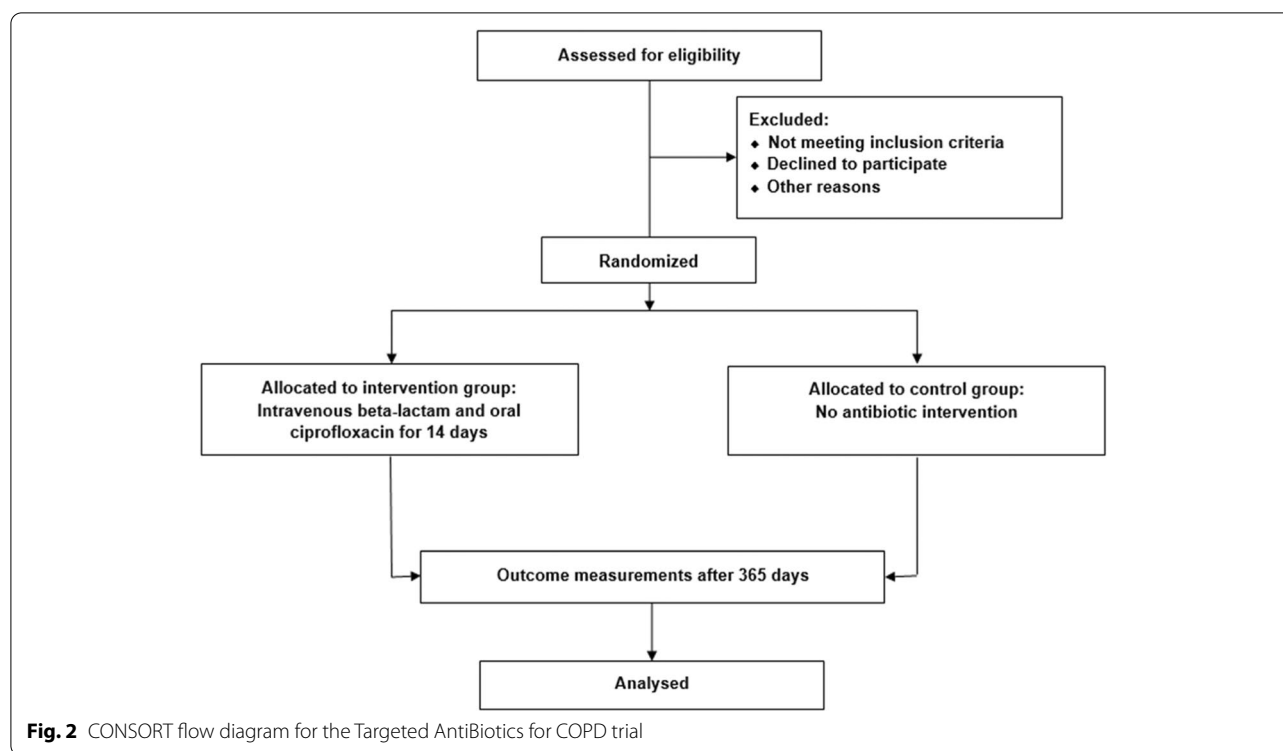 Assessed for eligibility
Excluded:
◆ Not meeting inclusion criteria
◆ Declined to participate
◆ Other reasons
Randomized
Allocated to intervention group:
Intravenous beta-lactam and oral
ciprofloxacin for 14 days
Allocated to control group:
No antibiotic intervention
Outcome measurements after 365 days
Analysed
Fig. 2 CONSORT flow diagram for the Targeted AntiBiotics for COPD trial